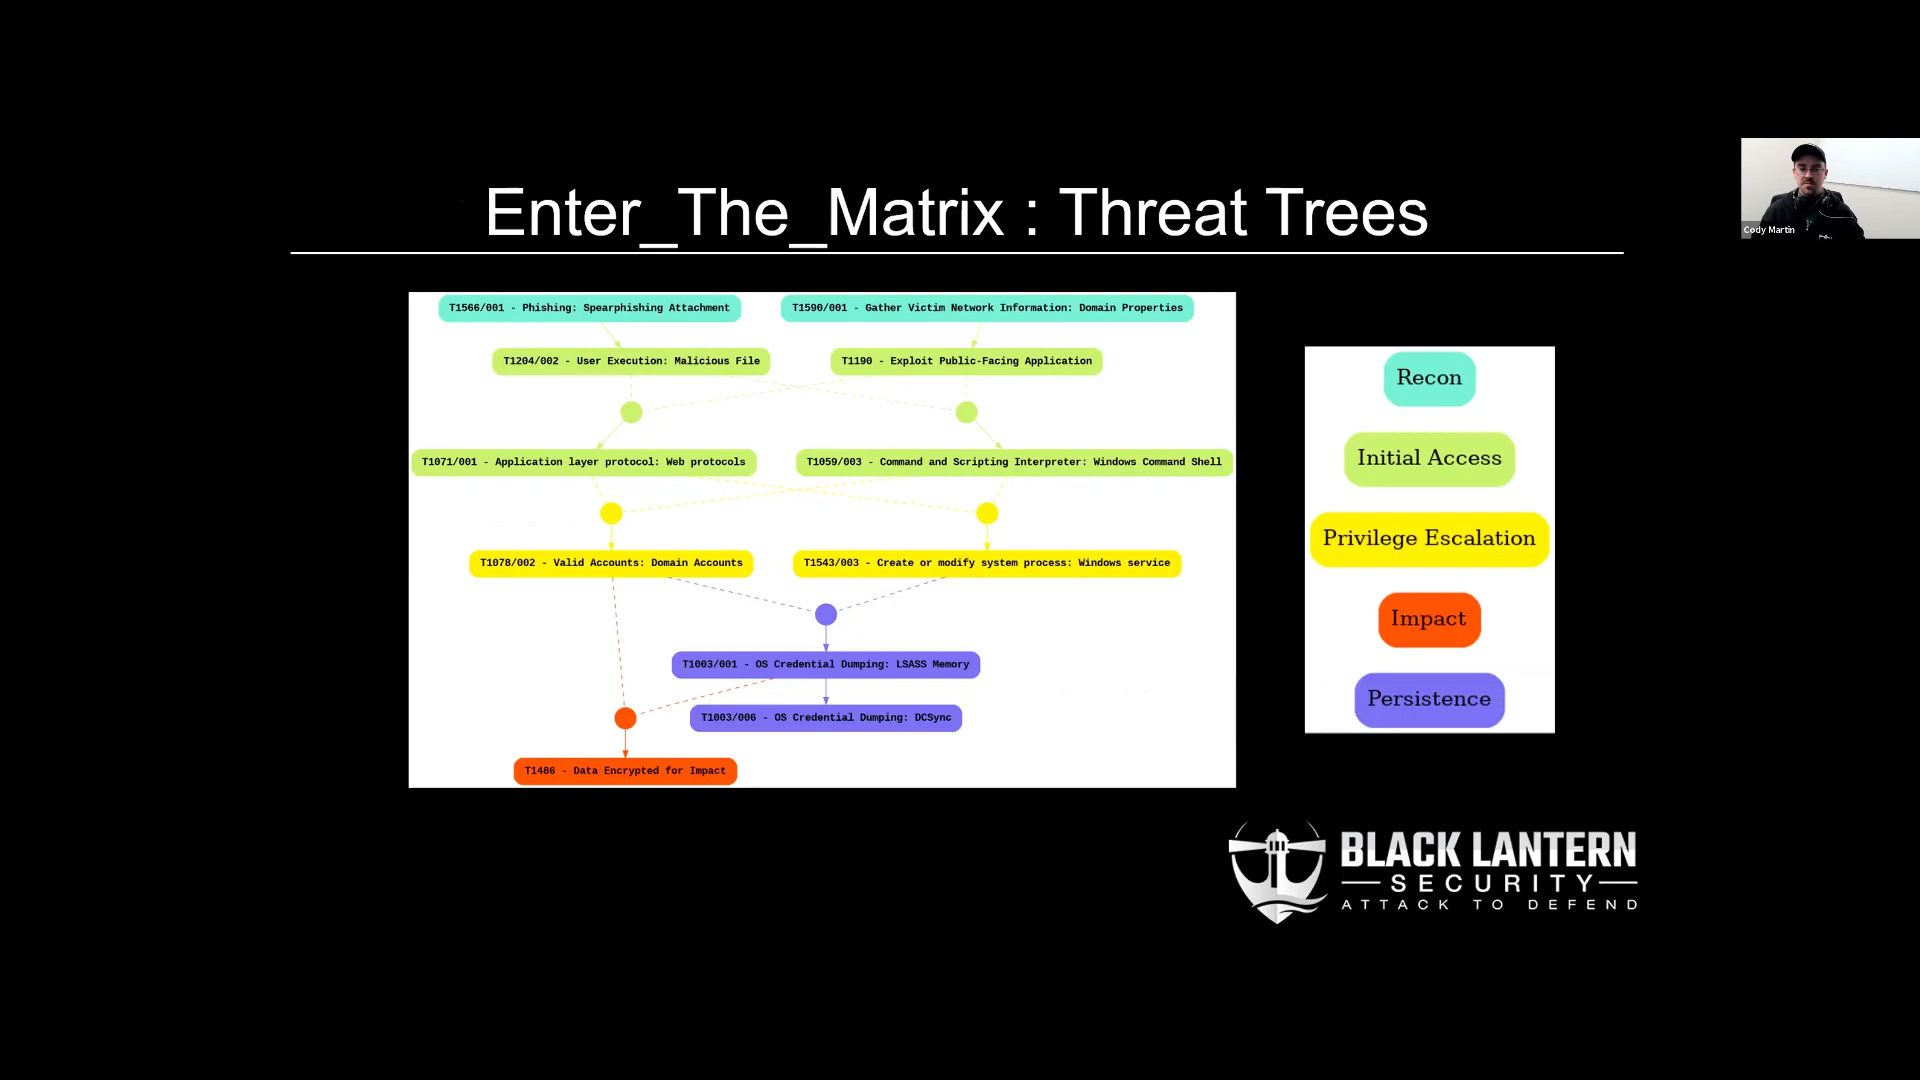 Enter_The_Matrix : Threat Trees
Cody Martin
T1566/001 - Phishing: Spearphishing Attachment
T1590/001 - Gather Victim Network Information: Domain Properties
T1204/002 - User Execution: Malicious File
T1190 - Exploit Public-Facing Application
T1071/001 - Application layer protocol: Web protocols
T1059/003 - Command and Scripting Interpreter: Windows Command Shell
T1078/002 - Valid Accounts: Domain Accounts
T1543/003 - Create or modify system process: Windows service
T1003/001 - OS Credential Dumping: LSASS Memory
T1003/006 - OS Credential Dumping: DCSync
T1486 - Data Encrypted for Impact
Recon
Initial Access
Privilege Escalation
Impact
Persistence
BLACK LANTERN
SECURITY
ATTACK TO DEFEND